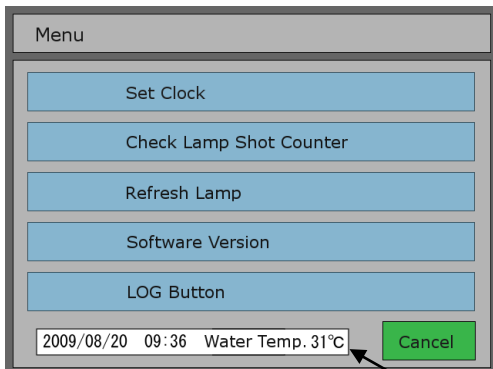 Menu
Set Clock
Check Lamp Shot Counter
Refresh Lamp
Software Version
LOG Button
2009/08/20 09:36 Water Temp. 31℃
Cancel